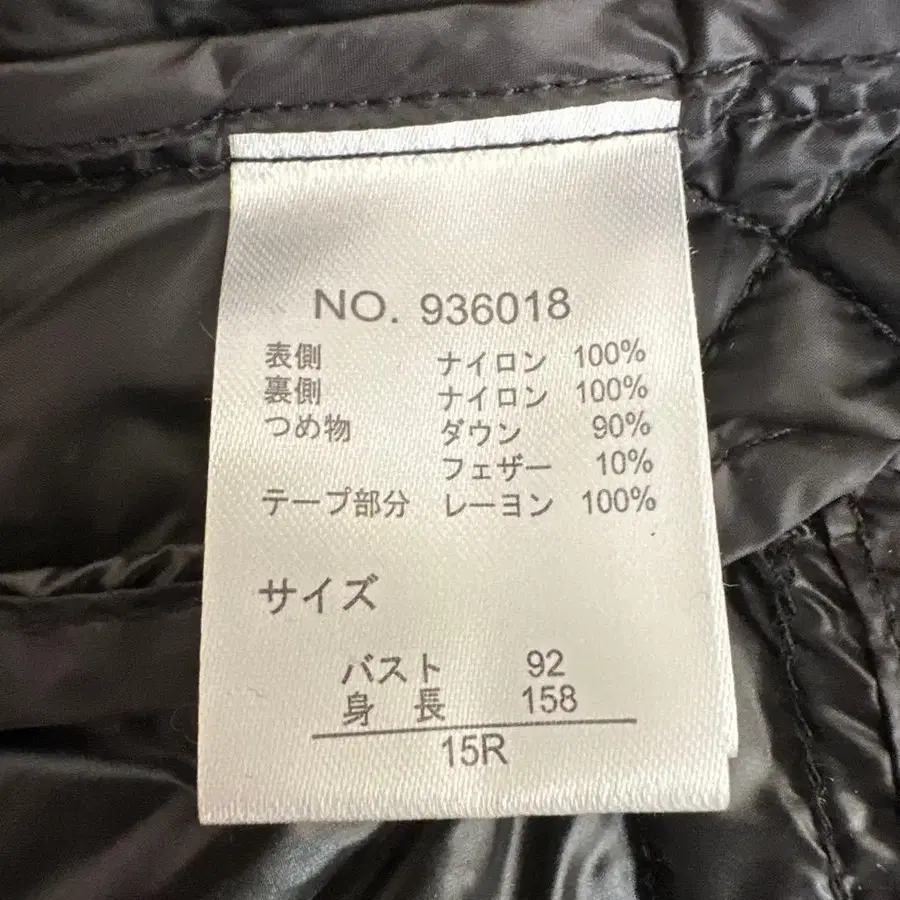 NO. 936018
表側 ナイロン 100%
裏側 ナイロン 100%
つめ物 ダウン 90%
フェザー 10%
テープ部分 レーヨン 100%
サイズ
バスト 92
身 長 158
15R